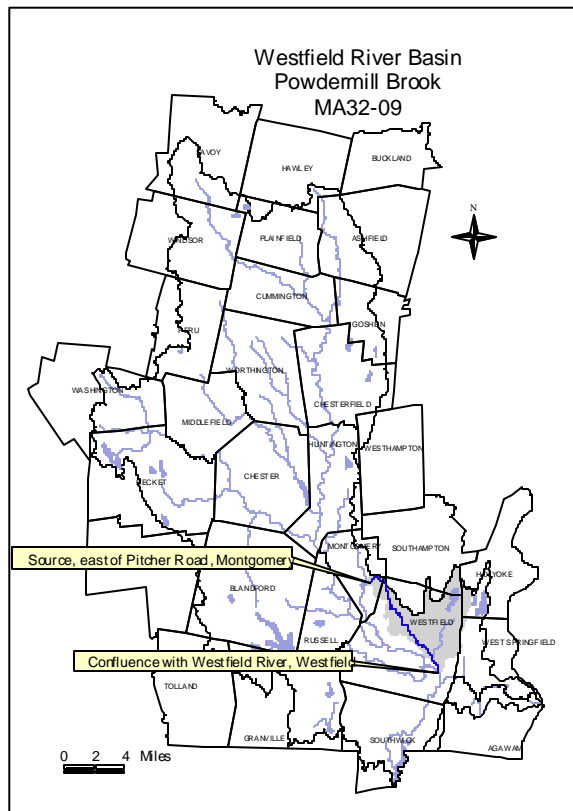 Westfield River Basin
Powdermill Brook
MA32-09
SAVOY
HAWLEY
BUCKLAND
N
WINDSOR
PLAINFIELD
ASHFIELD
CUMMINGTON
GOSHEN
PERU
WORTHINGTON
WASHINGTON
CHESTERFIELD
MIDDLEFIELD
HUNTINGTON
WESTHAMPTON
BECKET
CHESTER
MONTGOMERY
SOUTHAMPTON
Source, east of Pitcher Road, Montgomery
HOLYOKE
BLANDFORD
WESTFIELD
RUSSELL
WEST SPRINGFIELD
Confluence with Westfield River, Westfield
TOLLAND
GRANVILLE
SOUTHWICK
AGAWAM
0 2 4 Miles